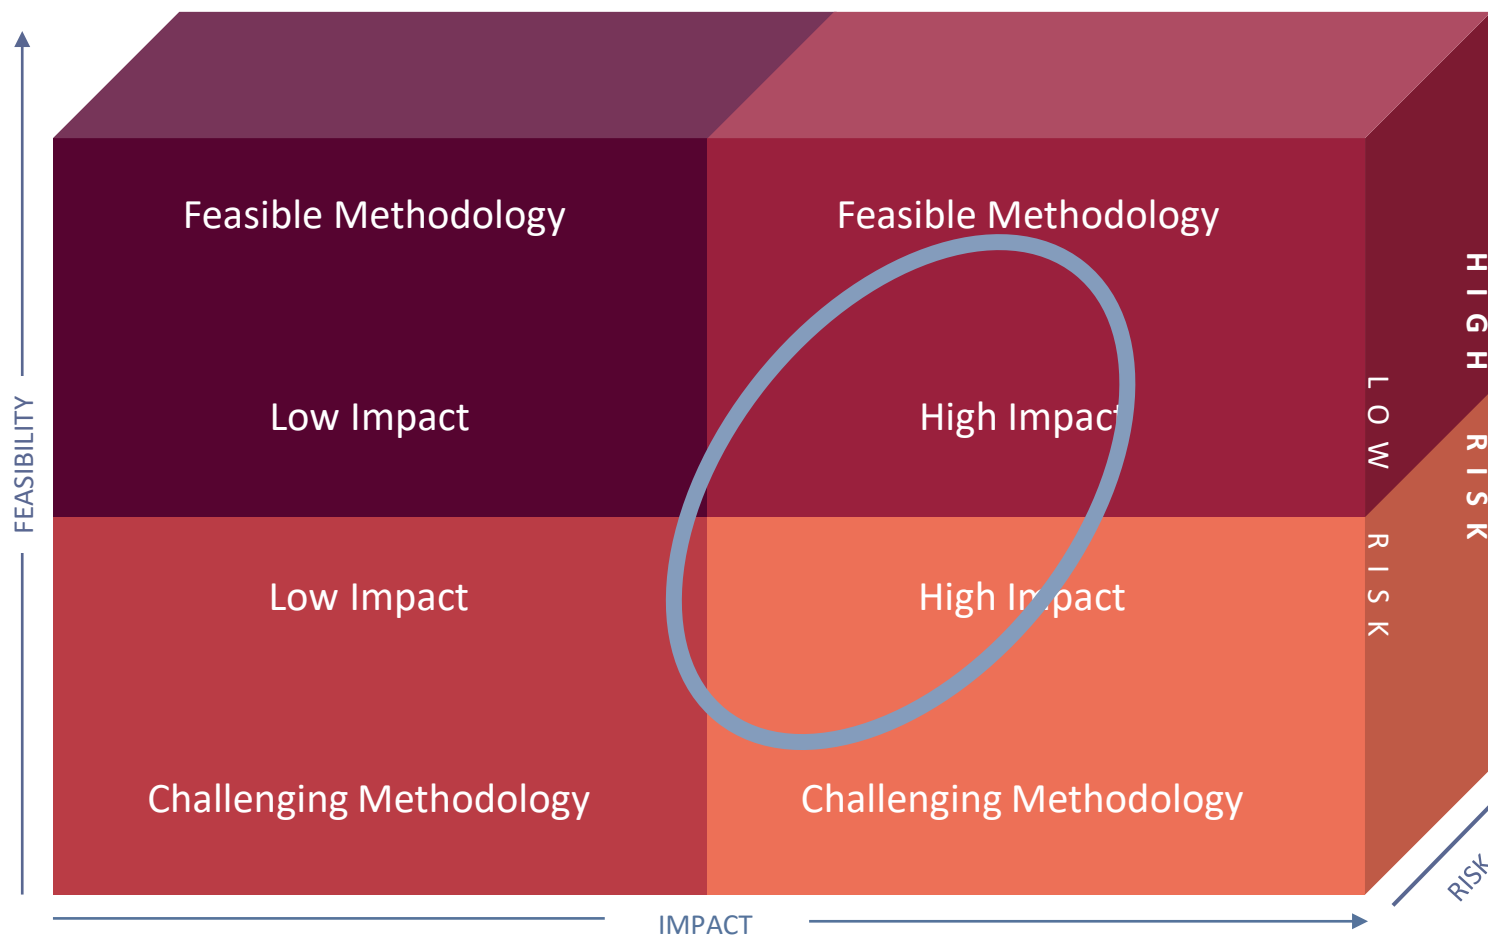 Feasible Methodology
Feasible Methodology
HIGH RISK
LOW RISK
FEASIBILITY
Low Impact
High Impact
Low Impact
High Impact
Challenging Methodology
Challenging Methodology
RISK
IMPACT